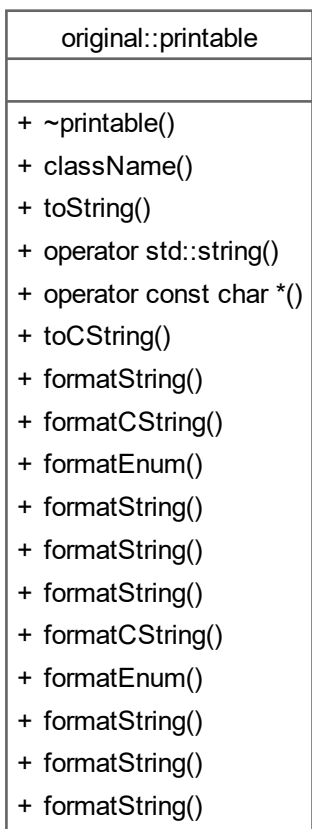 original::printable
+ ~printable()
+ className()
+ toString()
+ operator std::string()
+ operator const char *()
+ toCString()
+ formatString()
+ formatCString()
+ formatEnum()
+ formatString()
+ formatString()
+ formatString()
+ formatCString()
+ formatEnum()
+ formatString()
+ formatString()
+ formatString()